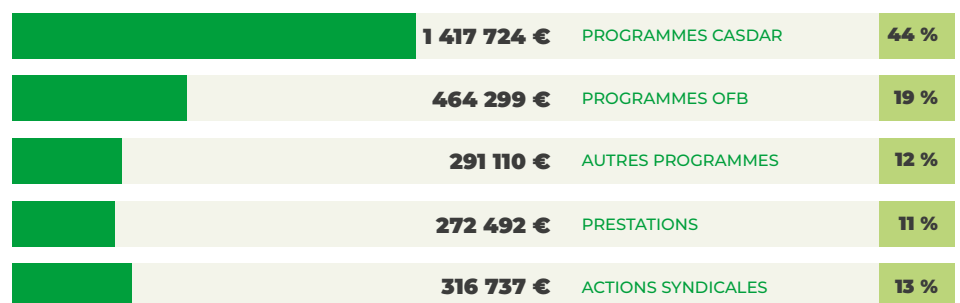 1 417 724 € PROGRAMMES CASDAR 44 %
464 299 € PROGRAMMES OFB 19 %
291 110 € AUTRES PROGRAMMES 12 %
272 492 € PRESTATIONS 11 %
316 737 € ACTIONS SYNDICALES 13 %